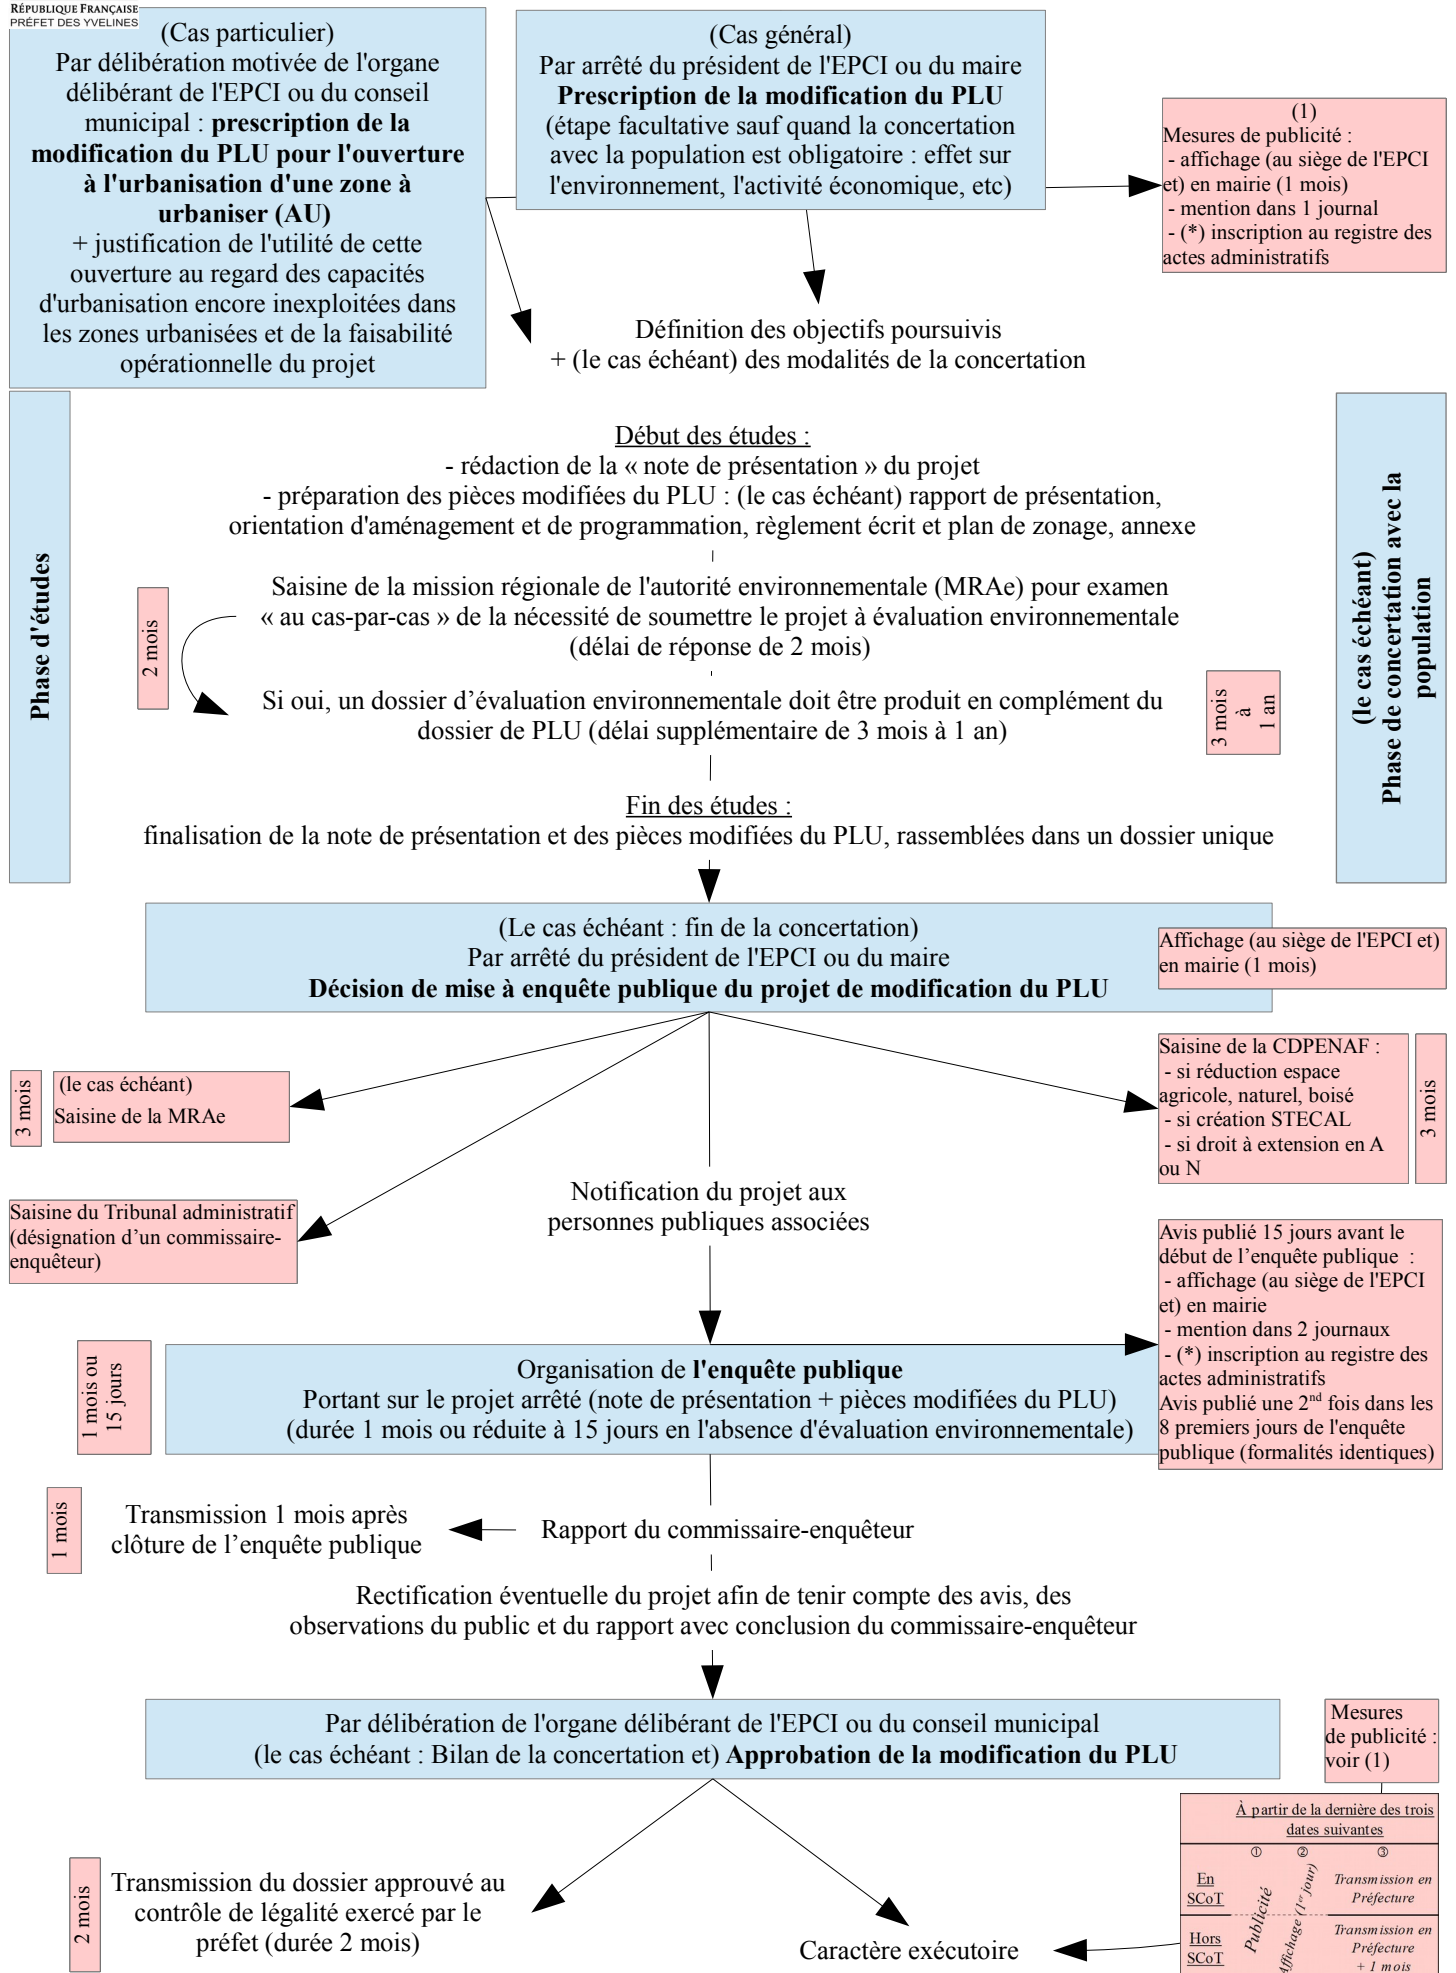 RÉPUBLIQUE FRANÇAISE
PRÉFET DES YVELINES
(Cas particulier)
Par délibération motivée de l'organe
délibérant de l'EPCI ou du conseil
municipal : prescription de la
modification du PLU pour l'ouverture
à l'urbanisation d'une zone à
urbaniser (AU)
+ justification de l'utilité de cette
ouverture au regard des capacités
d'urbanisation encore inexploitées dans
les zones urbanisées et de la faisabilité
opérationnelle du projet
(Cas général)
Par arrêté du président de l'EPCI ou du maire
Prescription de la modification du PLU
(étape facultative sauf quand la concertation
avec la population est obligatoire : effet sur
l'environnement, l'activité économique, etc)
(1)
Mesures de publicité :
- affichage (au siège de l'EPCI
et) en mairie (1 mois)
- mention dans 1 journal
- (*) inscription au registre des
actes administratifs
Définition des objectifs poursuivis
+ (le cas échéant) des modalités de la concertation
Phase d'études
(le cas échéant)
Phase de concertation avec la
population
Début des études :
- rédaction de la « note de présentation » du projet
- préparation des pièces modifiées du PLU : (le cas échéant) rapport de présentation,
orientation d'aménagement et de programmation, règlement écrit et plan de zonage, annexe
2 mois
Saisine de la mission régionale de l'autorité environnementale (MRAe) pour examen
« au cas-par-cas » de la nécessité de soumettre le projet à évaluation environnementale
(délai de réponse de 2 mois)
Si oui, un dossier d’évaluation environnementale doit être produit en complément du
dossier de PLU (délai supplémentaire de 3 mois à 1 an)
3 mois
à
1 an
Fin des études :
finalisation de la note de présentation et des pièces modifiées du PLU, rassemblées dans un dossier unique
(Le cas échéant : fin de la concertation)
Par arrêté du président de l'EPCI ou du maire
Décision de mise à enquête publique du projet de modification du PLU
Affichage (au siège de l'EPCI et)
en mairie (1 mois)
3 mois
(le cas échéant)
Saisine de la MRAe
Saisine de la CDPENAF :
- si réduction espace
agricole, naturel, boisé
- si création STECAL
- si droit à extension en A
ou N
3 mois
Saisine du Tribunal administratif
(désignation d’un commissaire-
enquêteur)
Notification du projet aux
personnes publiques associées
Avis publié 15 jours avant le
début de l’enquête publique :
- affichage (au siège de l'EPCI
et) en mairie
- mention dans 2 journaux
- (*) inscription au registre des
actes administratifs
Avis publié une 2nd fois dans les
8 premiers jours de l'enquête
publique (formalités identiques)
1 mois ou
15 jours
Organisation de l'enquête publique
Portant sur le projet arrêté (note de présentation + pièces modifiées du PLU)
(durée 1 mois ou réduite à 15 jours en l'absence d'évaluation environnementale)
1 mois
Transmission 1 mois après
clôture de l’enquête publique
Rapport du commissaire-enquêteur
Rectification éventuelle du projet afin de tenir compte des avis, des
observations du public et du rapport avec conclusion du commissaire-enquêteur
Par délibération de l'organe délibérant de l'EPCI ou du conseil municipal
(le cas échéant : Bilan de la concertation et) Approbation de la modification du PLU
Mesures
de publicité :
voir (1)
2 mois
Transmission du dossier approuvé au
contrôle de légalité exercé par le
préfet (durée 2 mois)
Caractère exécutoire
À partir de la dernière des trois
dates suivantes
① ② ③
En
SCoT
Publicité
Affichage (1er jour)
Transmission en
Préfecture
Hors
SCoT
Transmission en
Préfecture
+ 1 mois